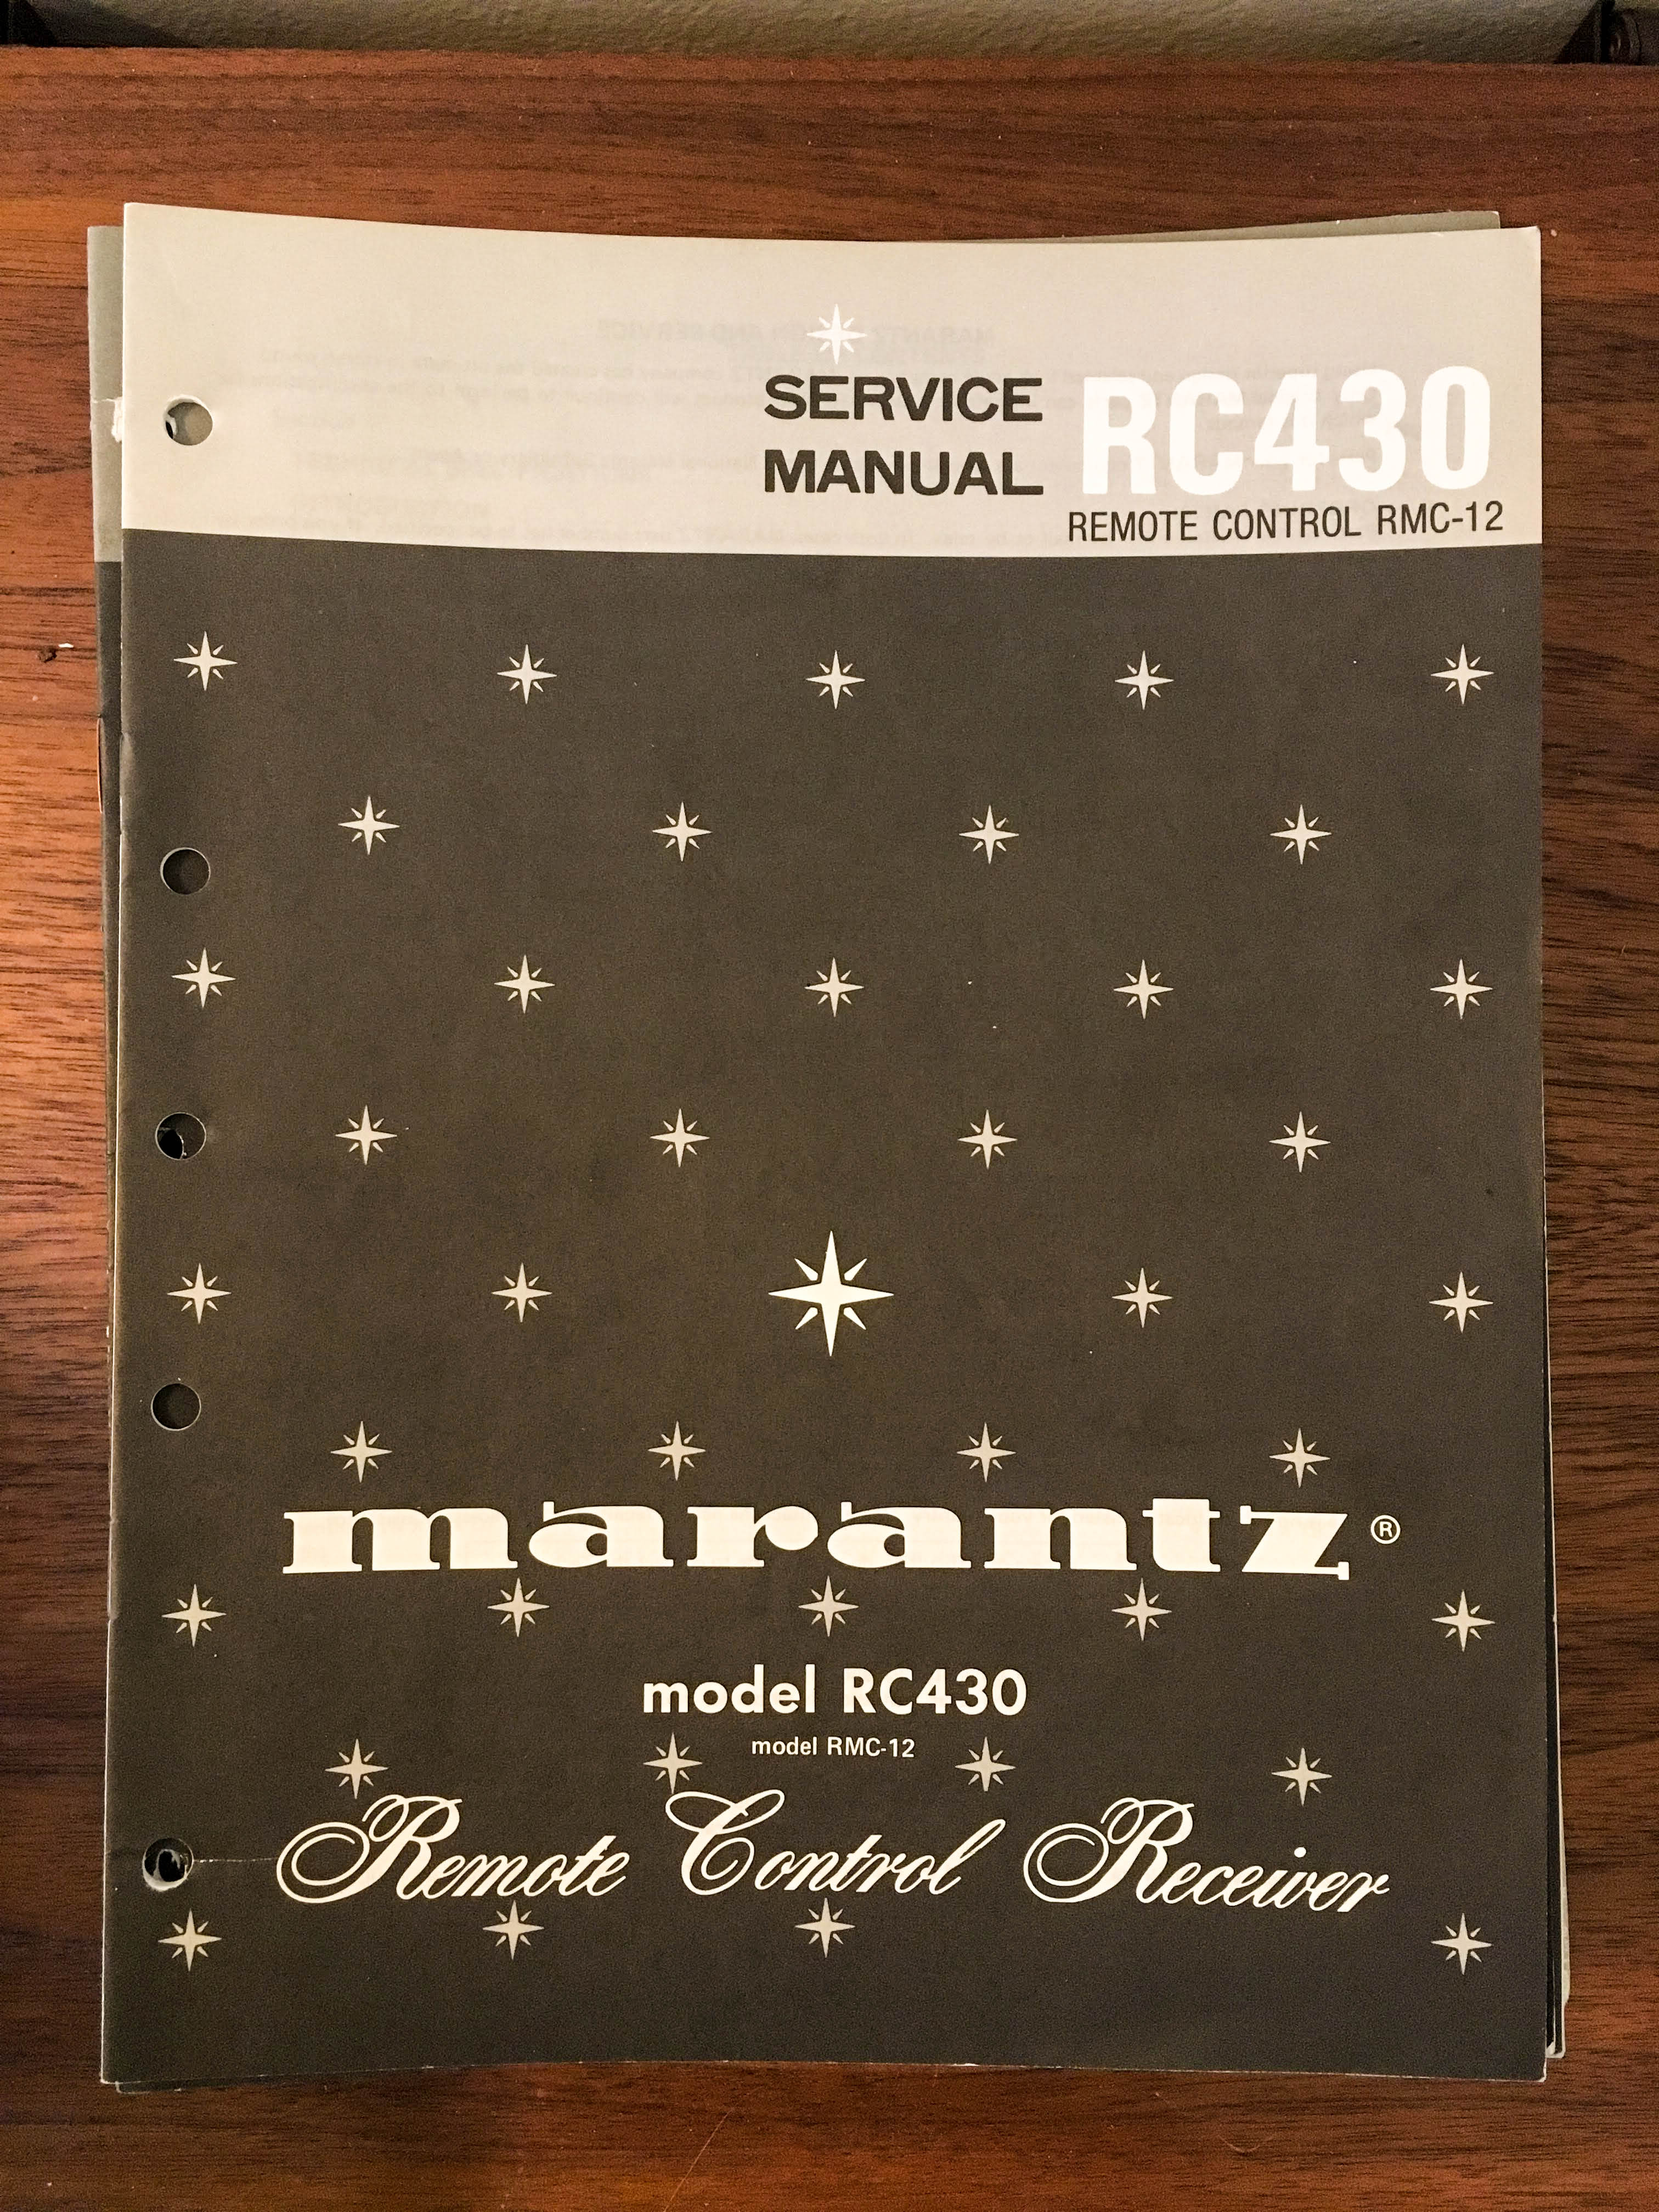 SERVICE
MANUAL
RC430
REMOTE CONTROL RMC-12
marantz®
model RC430
model RMC-12
Remote Control Receiver